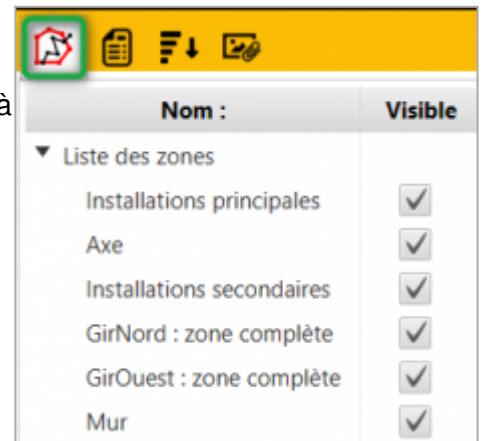 à
Nom : Visible
Liste des zones
Installations principales
Axe
Installations secondaires
GirNord : zone complète
GirOuest : zone complète
Mur